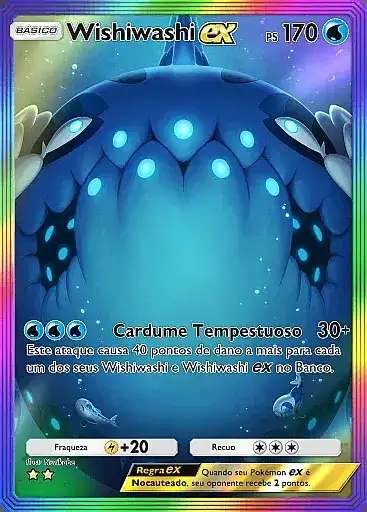 BÁSICO Wishiwashi ex PS 170
Cardume Tempestuoso 30+
Este ataque causa 40 pontos de dano a mais para cada
um dos seus Wishiwashi e Wishiwashi ex no Banco.
Fraqueza +20 Recuo
Regra ex Quando seu Pokémon ex é
Nocauteado, seu oponente recebe 2 pontos.